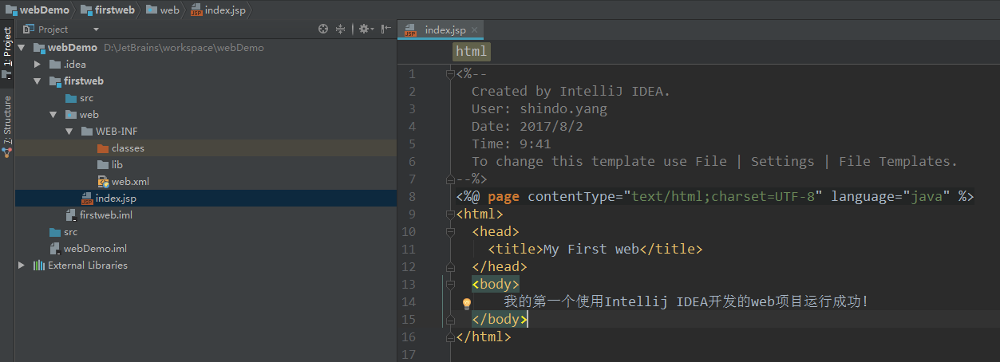 webDemo firstweb web index.jsp
1: Project
7: Structure
Project
webDemo D:\JetBrains\workspace\webDemo
.idea
firstweb
src
web
WEB-INF
classes
lib
web.xml
index.jsp
firstweb.iml
src
webDemo.iml
External Libraries
index.jsp
html
1 <%--
2 Created by IntelliJ IDEA.
3 User: shindo.yang
4 Date: 2017/8/2
5 Time: 9:41
6 To change this template use File | Settings | File Templates.
7 --%>
8 <%@ page contentType="text/html;charset=UTF-8" language="java" %>
9 <html>
10 <head>
11 <title>My First web</title>
12 </head>
13 <body>
14 我的第一个使用Intellij IDEA开发的web项目运行成功!
15 </body>
16 </html>
17